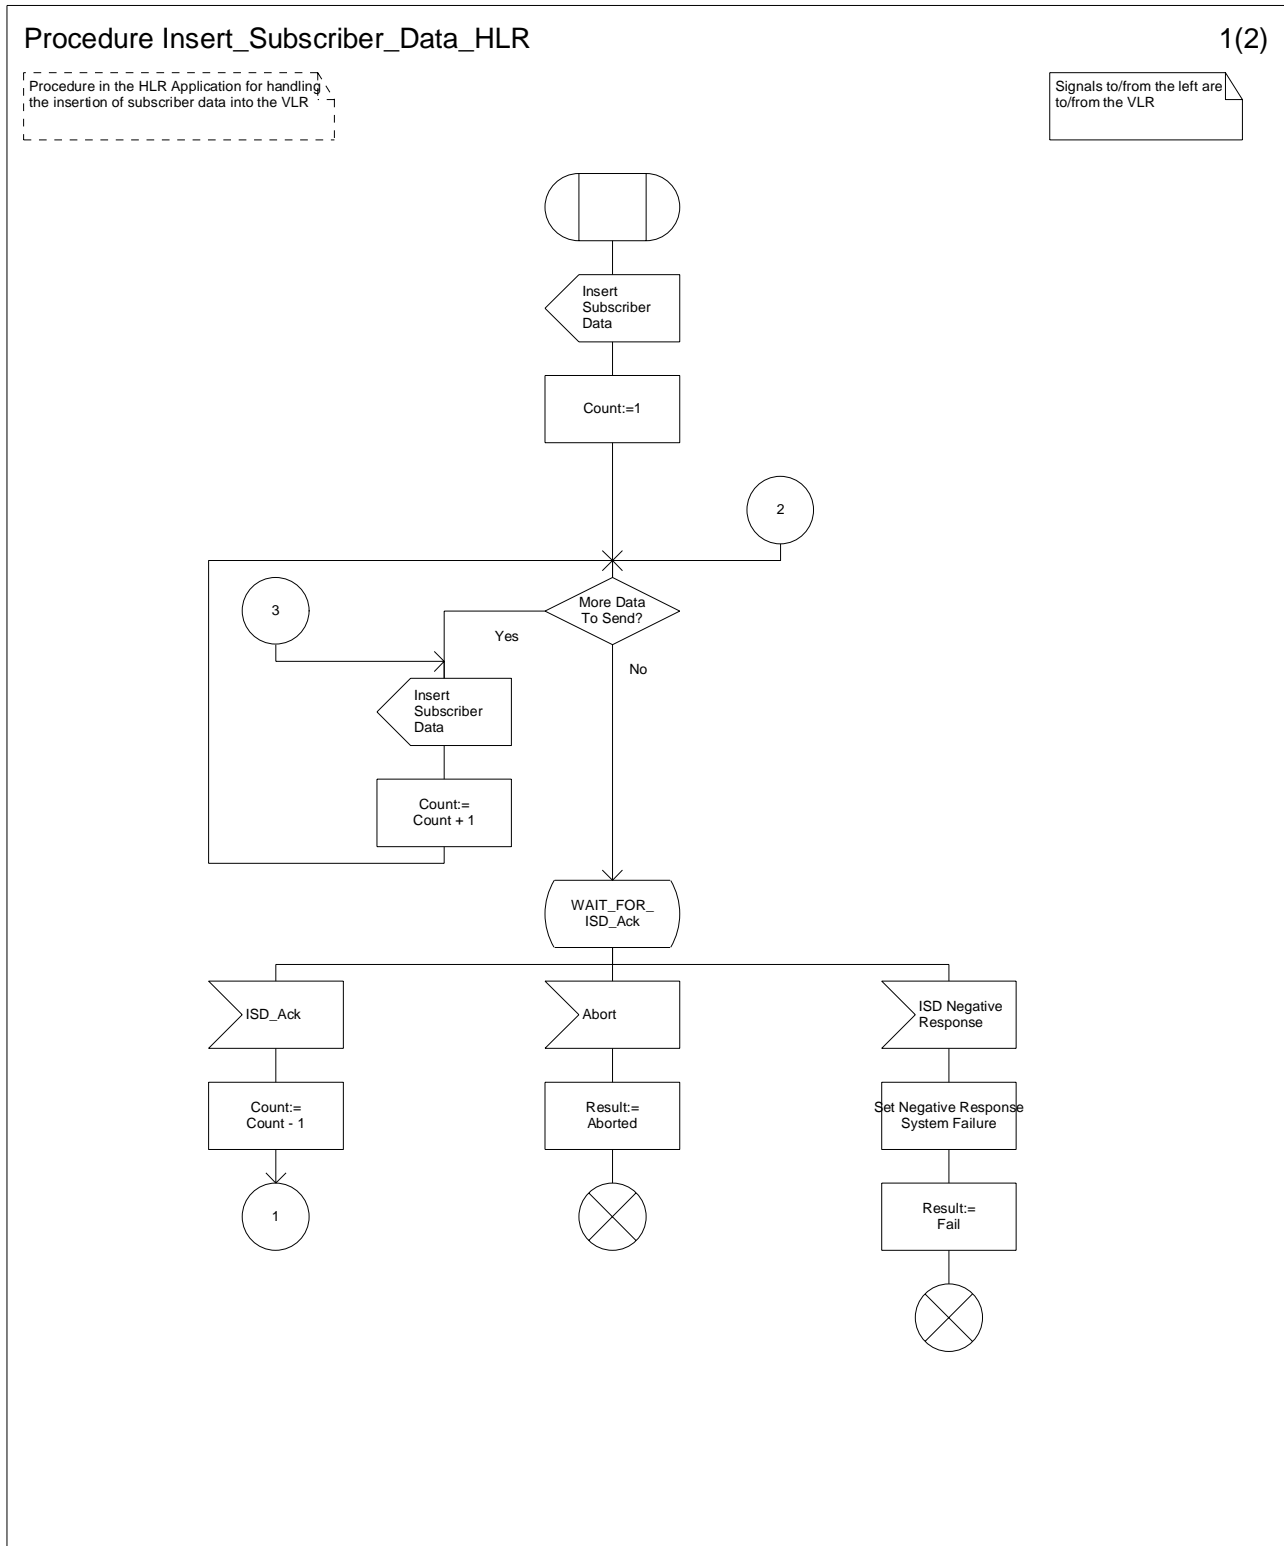 Procedure Insert_Subscriber_Data_HLR
1(2)
Procedure in the HLR Application for handling
the insertion of subscriber data into the VLR
Signals to/from the left are
to/from the VLR
Insert
Subscriber
Data
Count:=1
2
3
More Data
To Send?
Yes
No
Insert
Subscriber
Data
Count:=
Count + 1
WAIT_FOR_
ISD_Ack
ISD_Ack
Abort
ISD Negative
Response
Count:=
Count - 1
Result:=
Aborted
Set Negative Response
System Failure
1
Result:=
Fail